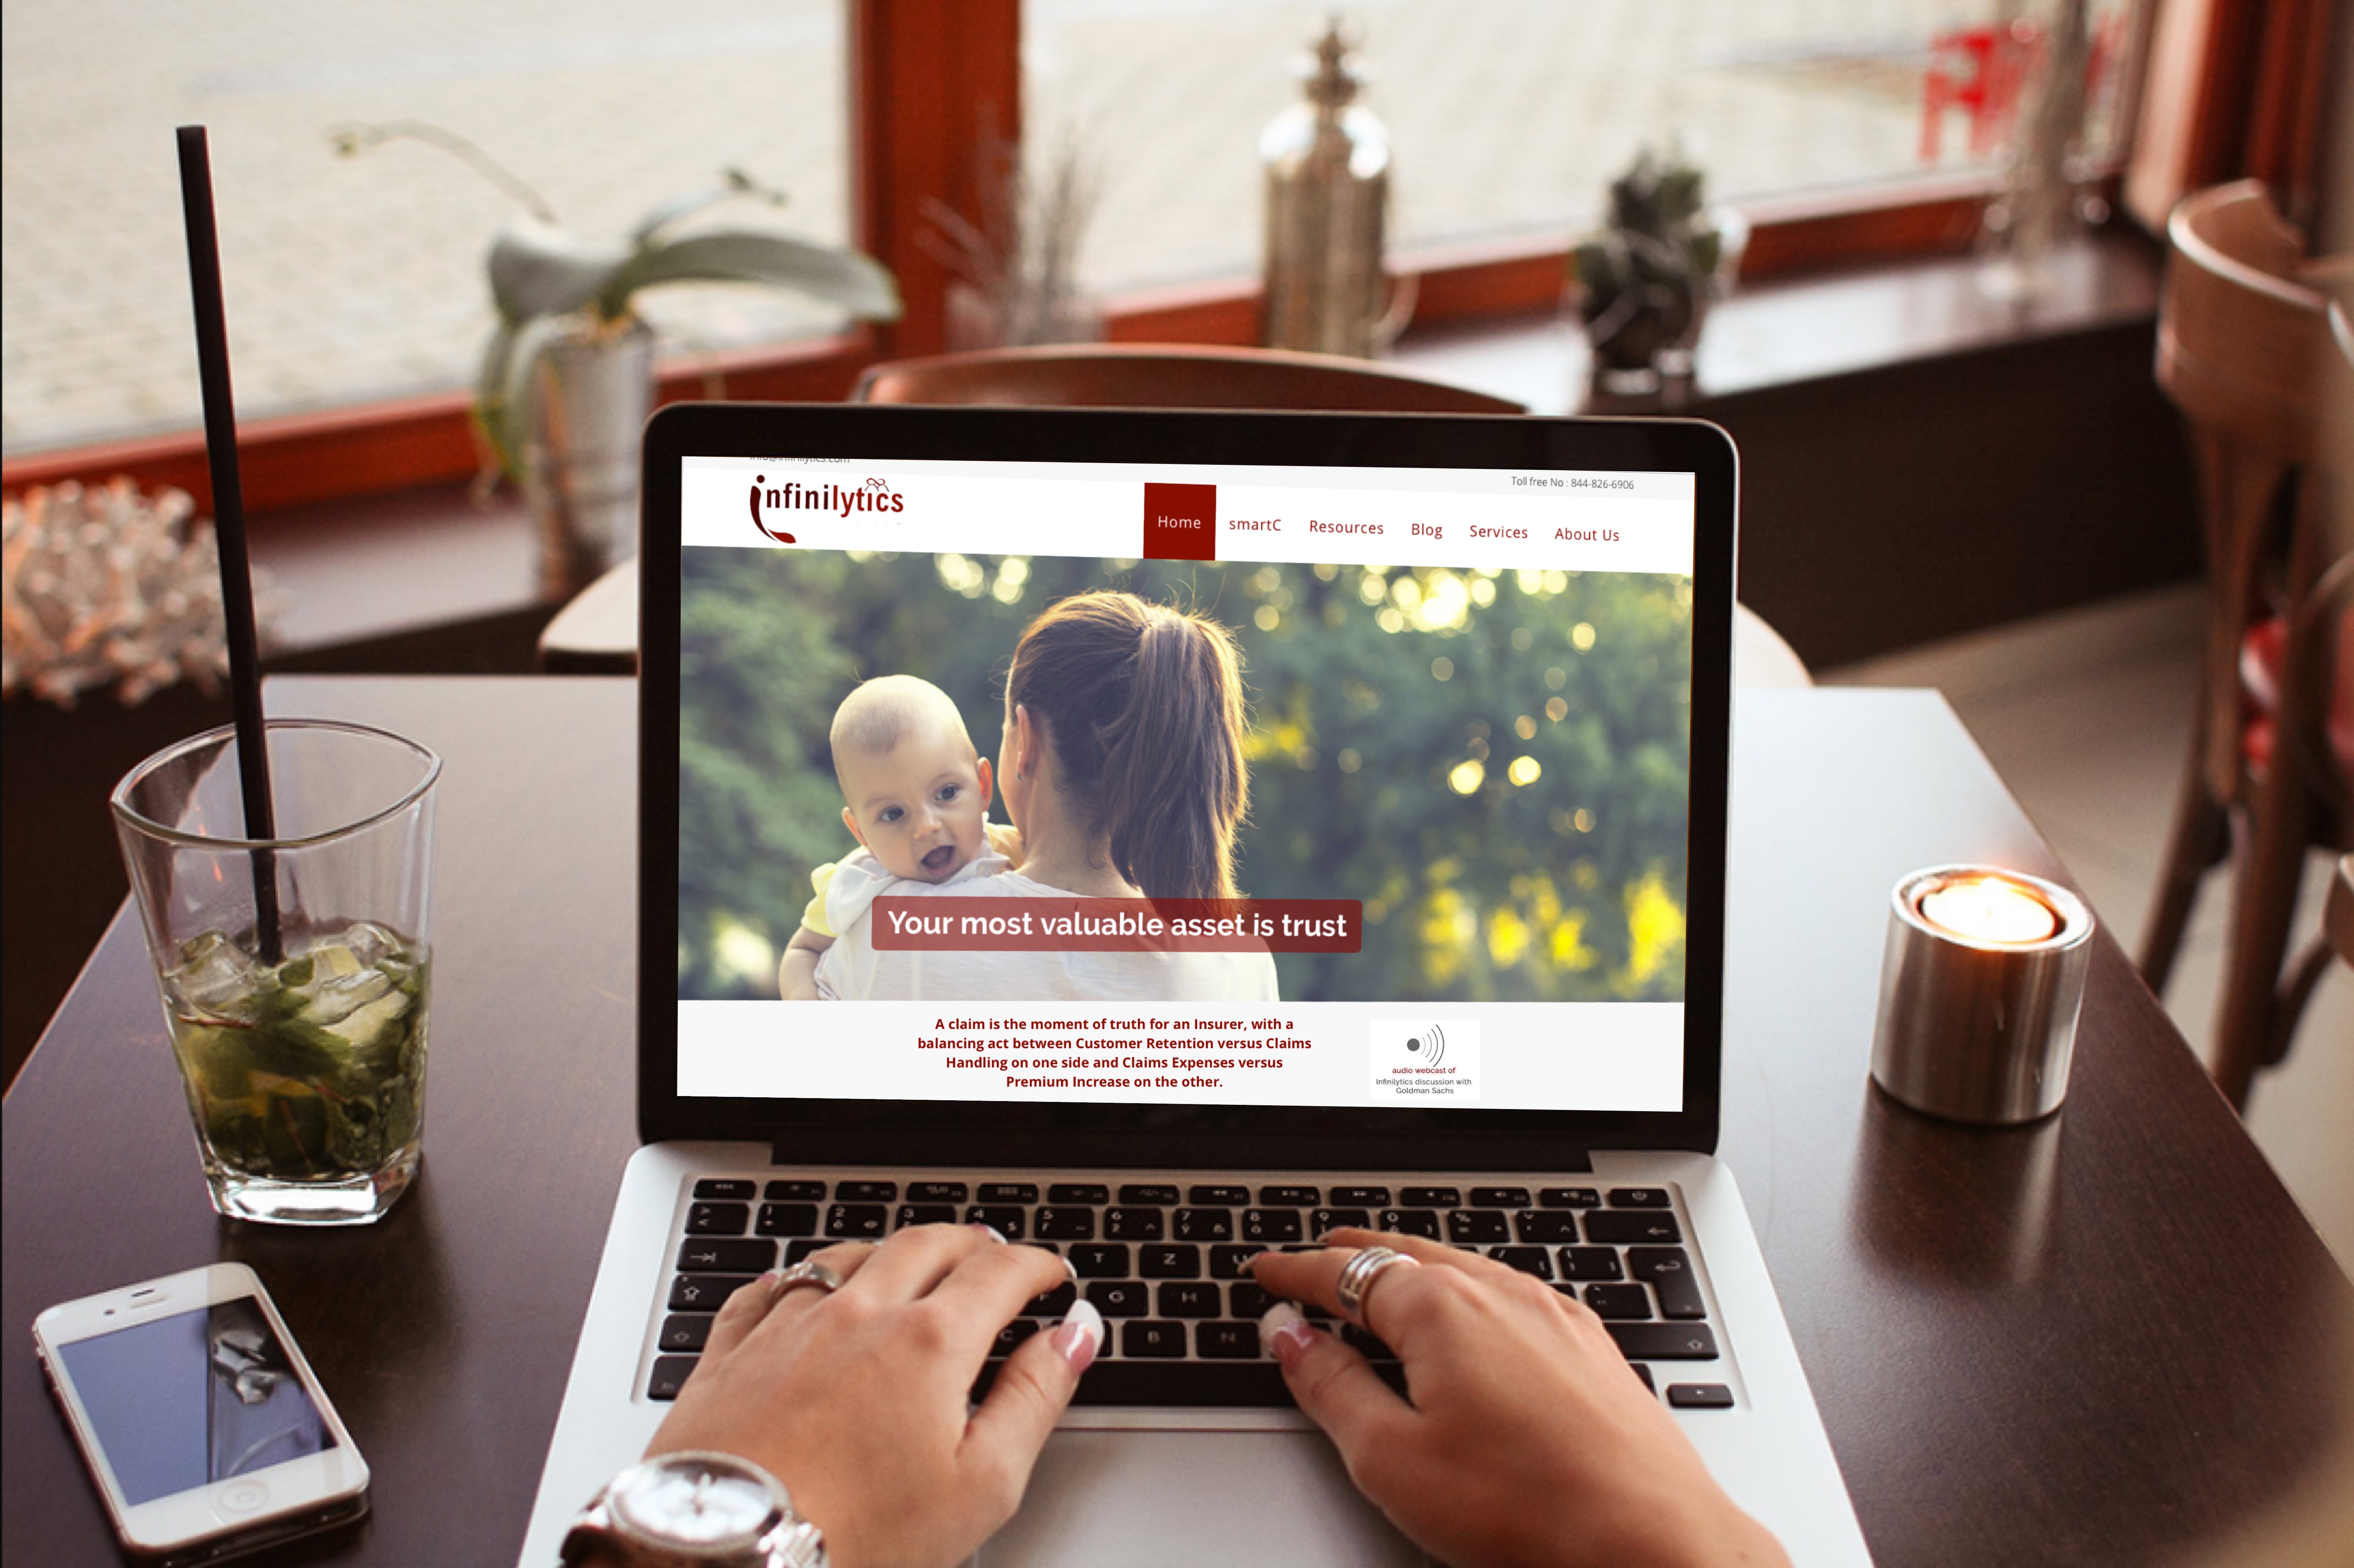 info@infinilytics.com
Toll free No : 844-826-6906
infinilytics
Home smartC Resources Blog Services About Us
Your most valuable asset is trust
A claim is the moment of truth for an Insurer, with a
balancing act between Customer Retention versus Claims
Handling on one side and Claims Expenses versus
Premium Increase on the other.
audio webcast of
Infinilytics discussion with
Goldman Sachs
T Z U
F G H J
C B N